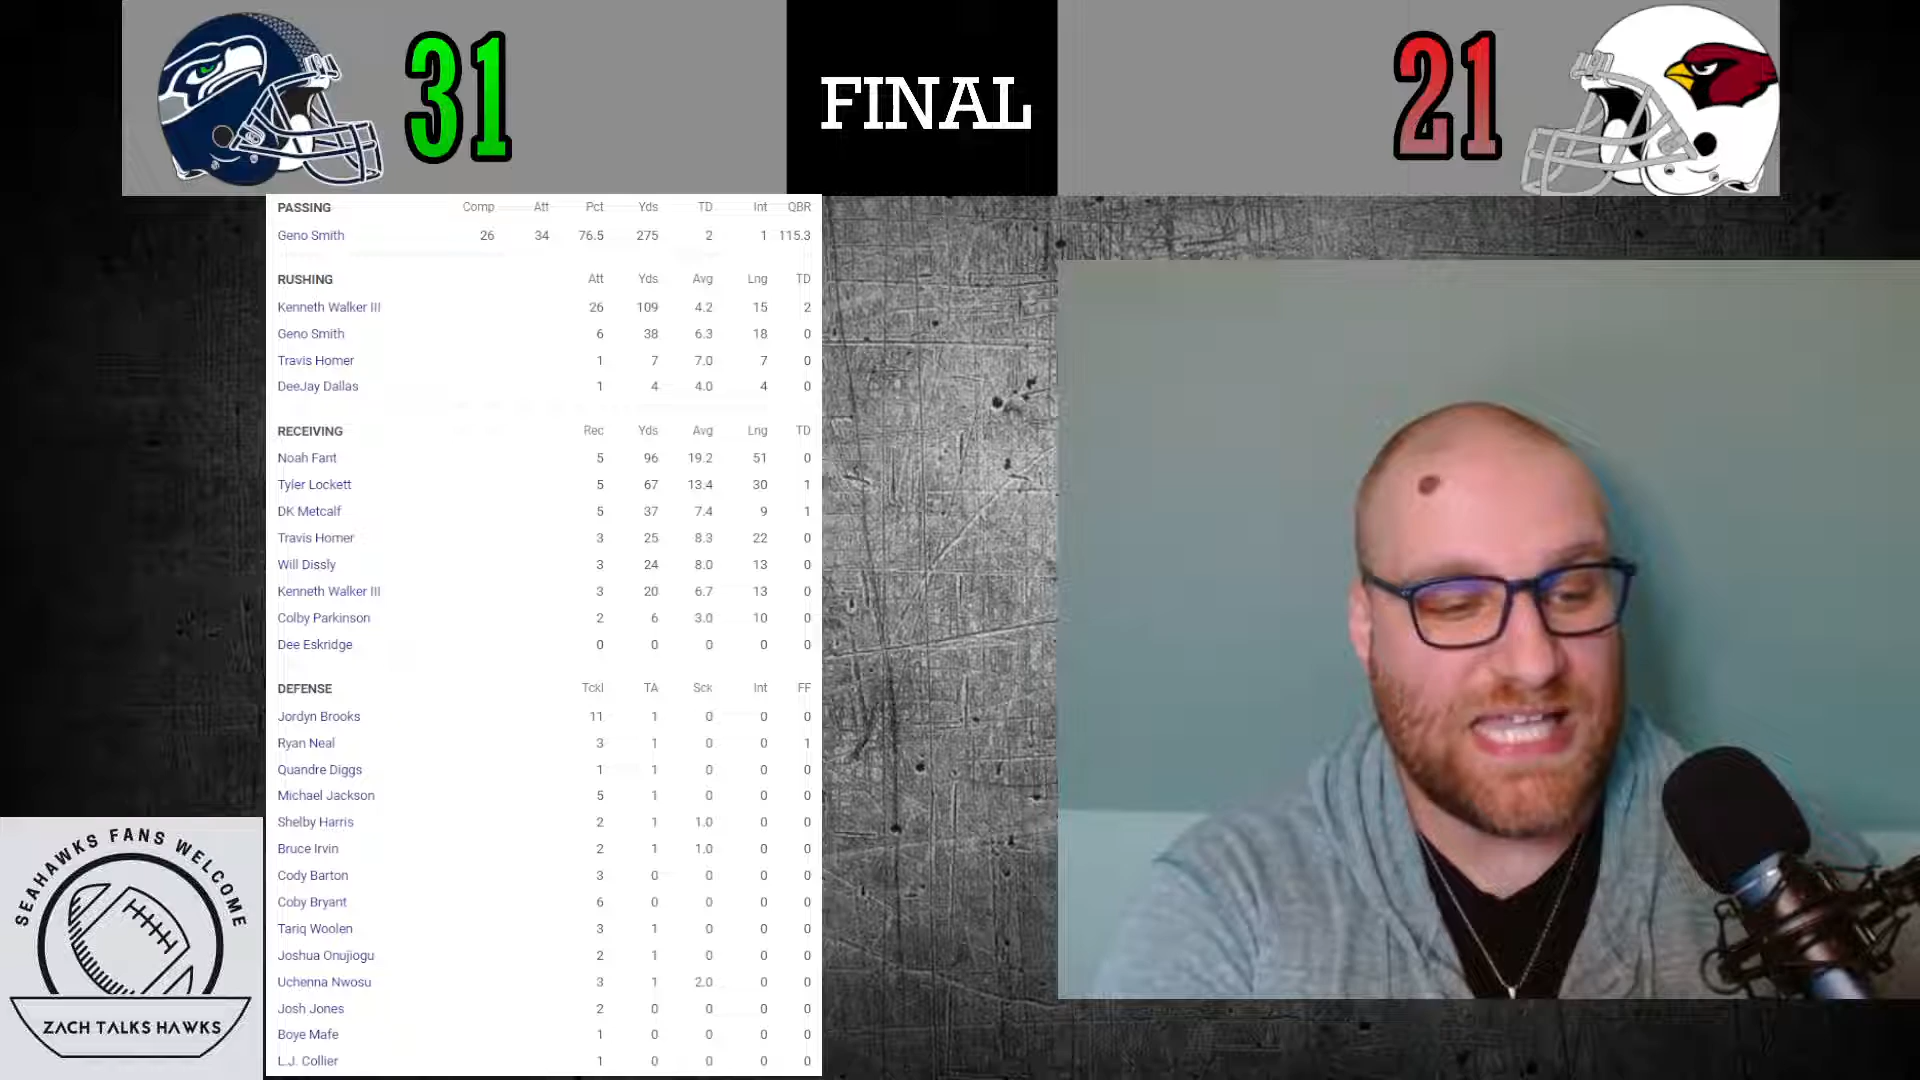 31 FINAL 21
PASSING Comp Att Pct Yds TD Int QBR
Geno Smith 26 34 76.5 275 2 1 115.3
RUSHING Att Yds Avg Lng TD
Kenneth Walker III 26 109 4.2 15 2
Geno Smith 6 38 6.3 18 0
Travis Homer 1 7 7.0 7 0
DeeJay Dallas 1 4 4.0 4 0
RECEIVING Rec Yds Avg Lng TD
Noah Fant 5 96 19.2 51 0
Tyler Lockett 5 67 13.4 30 1
DK Metcalf 5 37 7.4 9 1
Travis Homer 3 25 8.3 22 0
Will Dissly 3 24 8.0 13 0
Kenneth Walker III 3 20 6.7 13 0
Colby Parkinson 2 6 3.0 10 0
Dee Eskridge 0 0 0 0 0
DEFENSE Tckl TA Sck Int FF
Jordyn Brooks 11 1 0 0 0
Ryan Neal 3 1 0 0 1
Quandre Diggs 1 1 0 0 0
Michael Jackson 5 1 0 0 0
Shelby Harris 2 1 1.0 0 0
Bruce Irvin 2 1 1.0 0 0
Cody Barton 3 0 0 0 0
Coby Bryant 6 0 0 0 0
Tariq Woolen 3 1 0 0 0
Joshua Onujiogu 2 1 0 0 0
Uchenna Nwosu 3 1 2.0 0 0
Josh Jones 2 0 0 0 0
Boye Mafe 1 0 0 0 0
L.J. Collier 1 0 0 0 0
SEAHAWKS FANS WELCOME
ZACH TALKS HAWKS